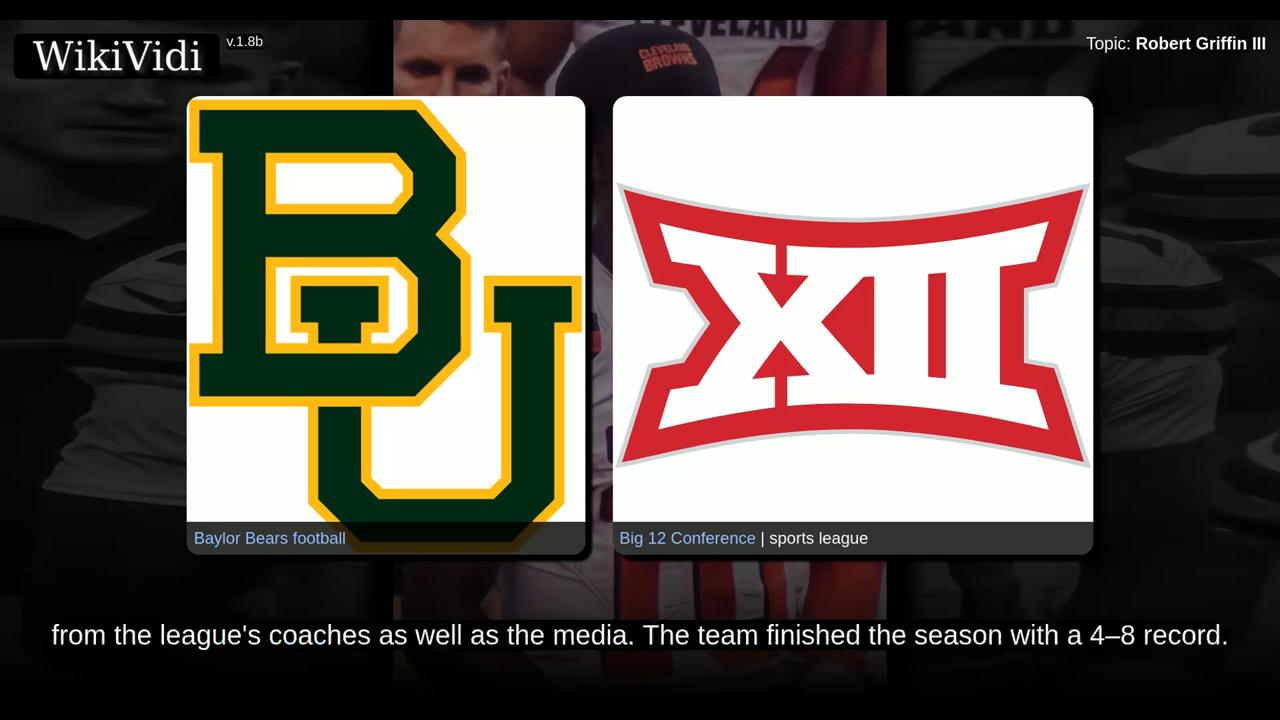 WikiVidi
v.1.8b
Topic: Robert Griffin III
CLEVELAND
CLEVELAND
BROWNS
BU
XII
Baylor Bears football
Big 12 Conference | sports league
from the league's coaches as well as the media. The team finished the season with a 4–8 record.